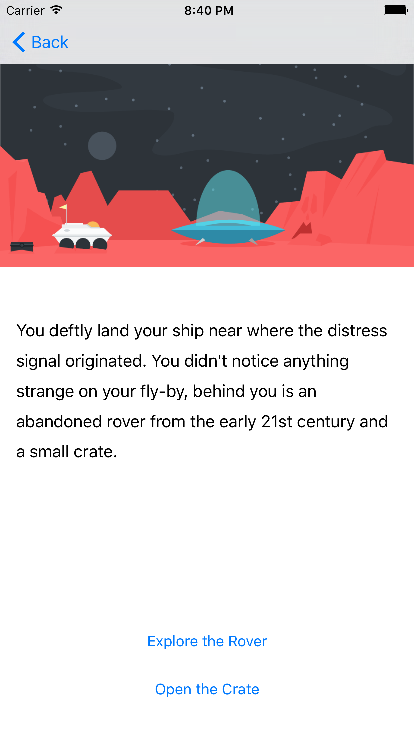 Carrier 8:40 PM
Back
You deftly land your ship near where the distress
signal originated. You didn't notice anything
strange on your fly-by, behind you is an
abandoned rover from the early 21st century and
a small crate.
Explore the Rover
Open the Crate